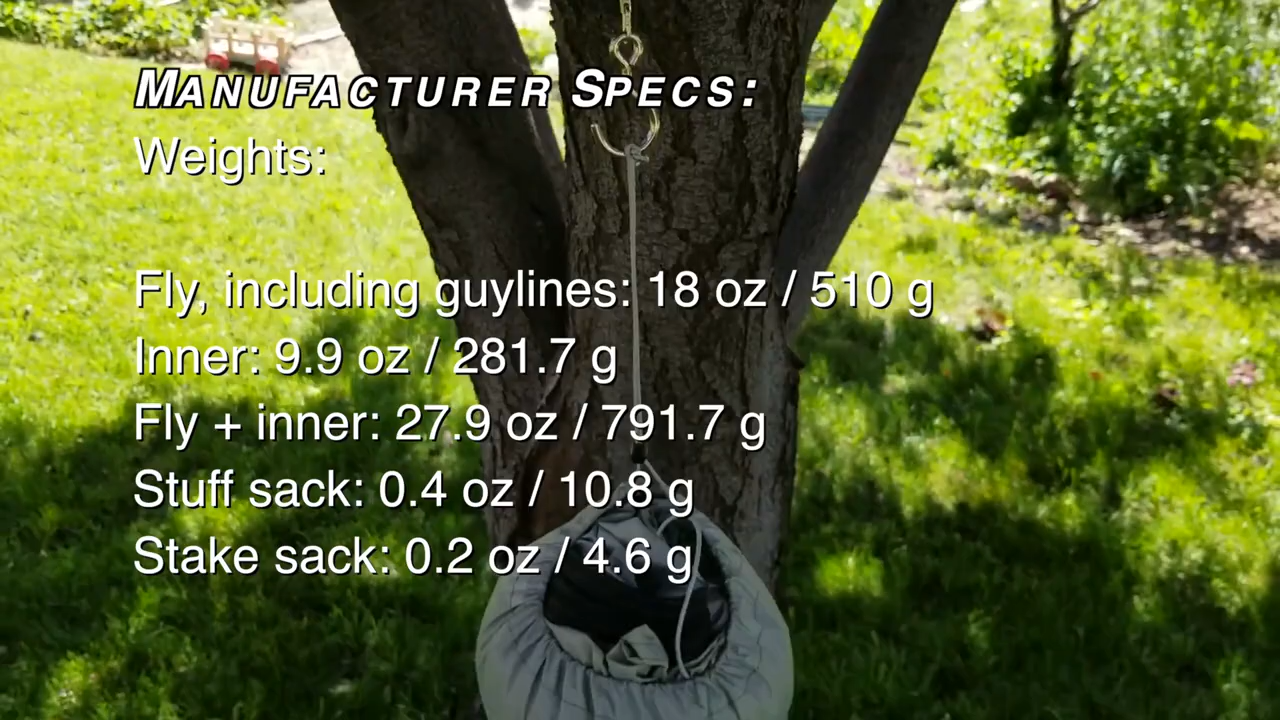 MANUFACTURER SPECS:
Weights:
Fly, including guylines: 18 oz / 510 g
Inner: 9.9 oz / 281.7 g
Fly + inner: 27.9 oz / 791.7 g
Stuff sack: 0.4 oz / 10.8 g
Stake sack: 0.2 oz / 4.6 g